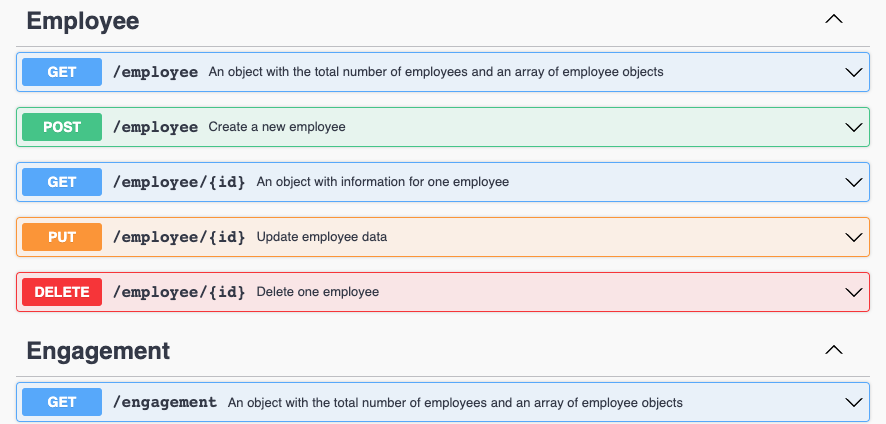 Employee
GET /employee An object with the total number of employees and an array of employee objects
POST /employee Create a new employee
GET /employee/{id} An object with information for one employee
PUT /employee/{id} Update employee data
DELETE /employee/{id} Delete one employee
Engagement
GET /engagement An object with the total number of employees and an array of employee objects